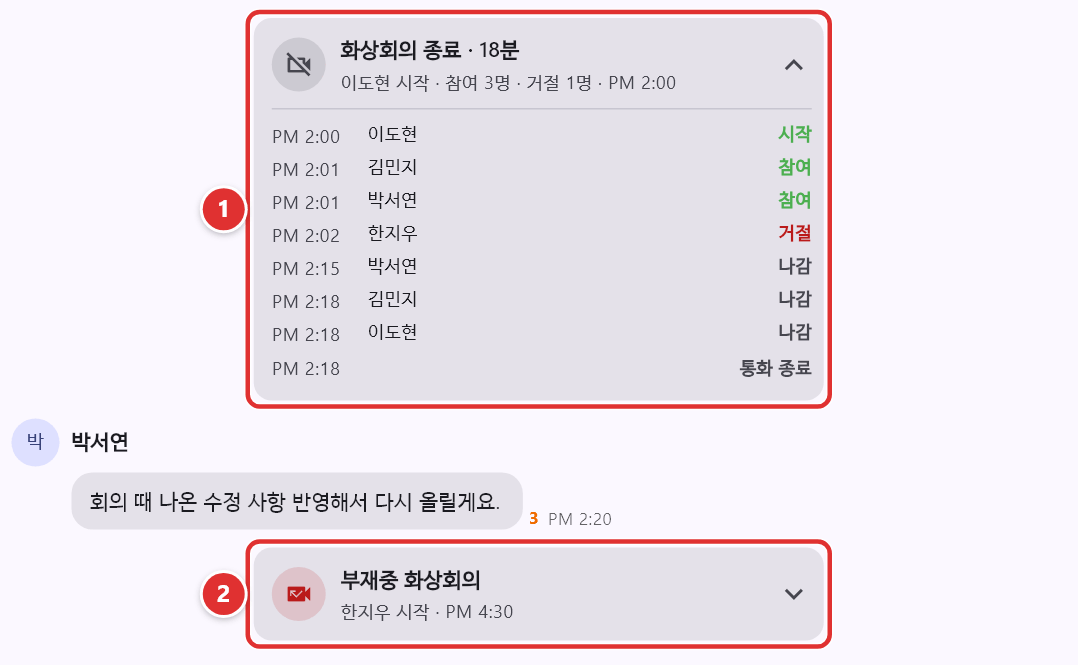 화상회의 종료 · 18분
이도현 시작 · 참여 3명 · 거절 1명 · PM 2:00
PM 2:00 이도현 시작
PM 2:01 김민지 참여
PM 2:01 박서연 참여
1
PM 2:02 한지우 거절
PM 2:15 박서연 나감
PM 2:18 김민지 나감
PM 2:18 이도현 나감
PM 2:18 통화 종료
박 박서연
회의 때 나온 수정 사항 반영해서 다시 올릴게요.
3 PM 2:20
2
부재중 화상회의
한지우 시작 · PM 4:30